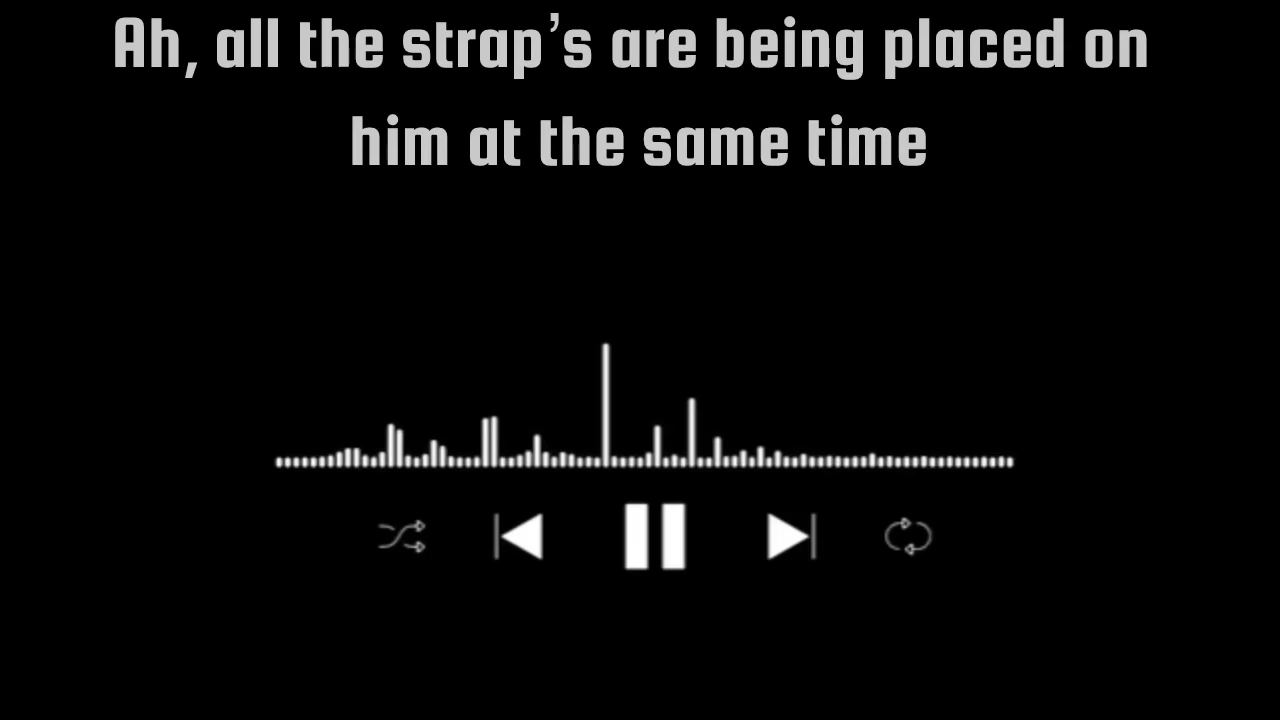 Ah, all the strap’s are being placed on
him at the same time